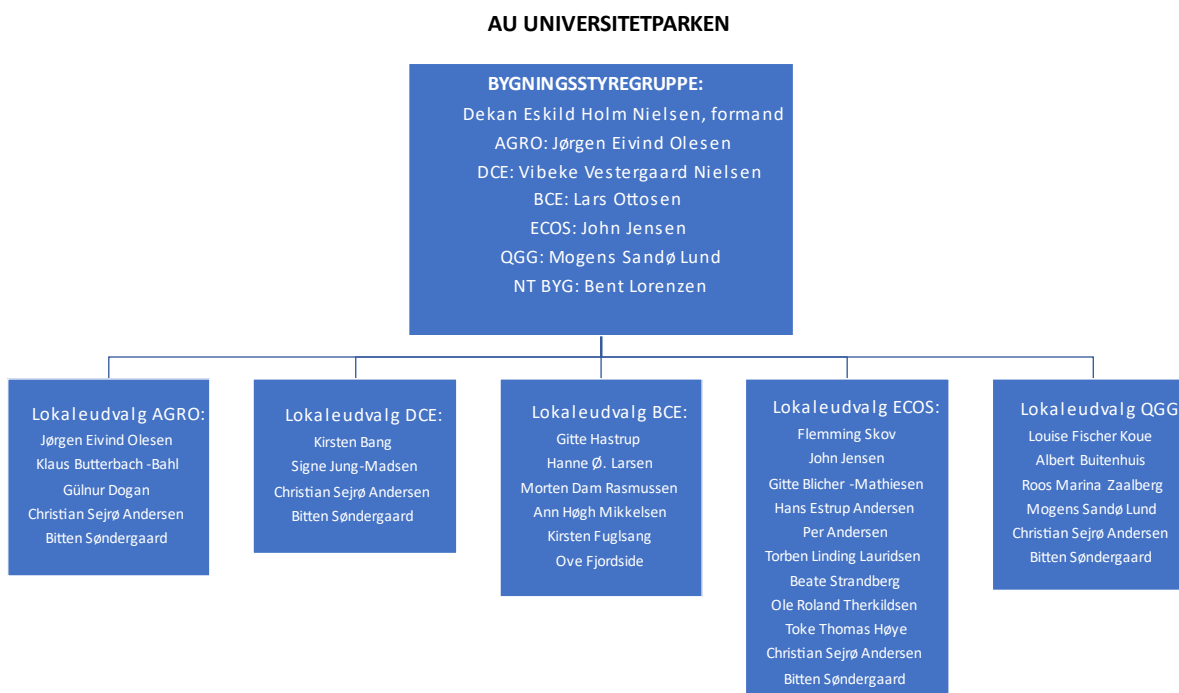 AU UNIVERSITETPARKEN
BYGNINGSSTYREGRUPPE:
Dekan Eskild Holm Nielsen, formand
AGRO: Jørgen Eivind Olesen
DCE: Vibeke Vestergaard Nielsen
BCE: Lars Ottosen
ECOS: John Jensen
QGG: Mogens Sandø Lund
NT BYG: Bent Lorenzen
Lokaleudvalg AGRO:
Jørgen Eivind Olesen
Klaus Butterbach -Bahl
Gülnur Dogan
Christian Sejrø Andersen
Bitten Søndergaard
Lokaleudvalg DCE:
Kirsten Bang
Signe Jung-Madsen
Christian Sejrø Andersen
Bitten Søndergaard
Lokaleudvalg BCE:
Gitte Hastrup
Hanne Ø. Larsen
Morten Dam Rasmussen
Ann Høgh Mikkelsen
Kirsten Fuglsang
Ove Fjordside
Lokaleudvalg ECOS:
Flemming Skov
John Jensen
Gitte Blicher -Mathiesen
Hans Estrup Andersen
Per Andersen
Torben Linding Lauridsen
Beate Strandberg
Ole Roland Therkildsen
Toke Thomas Høye
Christian Sejrø Andersen
Bitten Søndergaard
Lokaleudvalg QGG:
Louise Fischer Koue
Albert Buitenhuis
Roos Marina Zaalberg
Mogens Sandø Lund
Christian Sejrø Andersen
Bitten Søndergaard